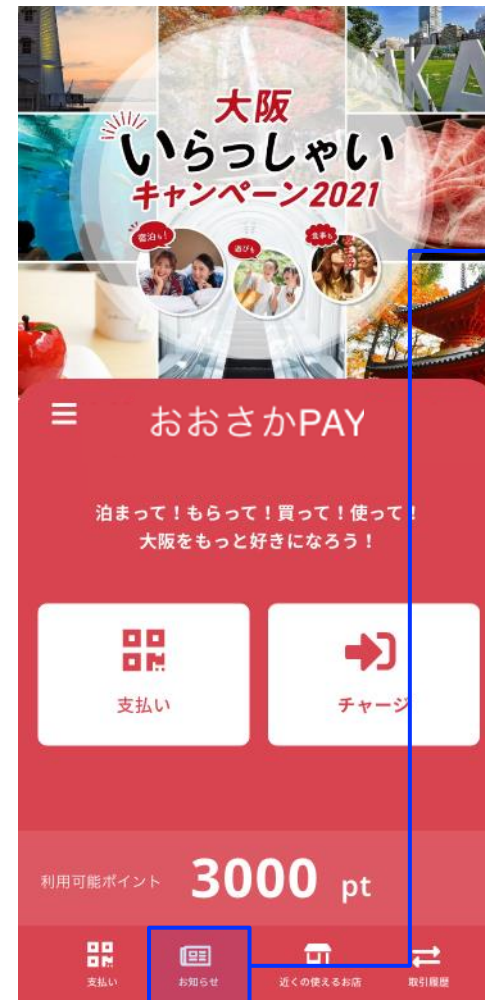 大阪
いらっしゃい
キャンペーン2021
宿泊も!
遊びも
食事も
おおさかPAY
泊まって！もらって！買って！使って！
大阪をもっと好きになろう！
支払い
チャージ
利用可能ポイント 3000 pt
支払い お知らせ 近くの使えるお店 取引履歴